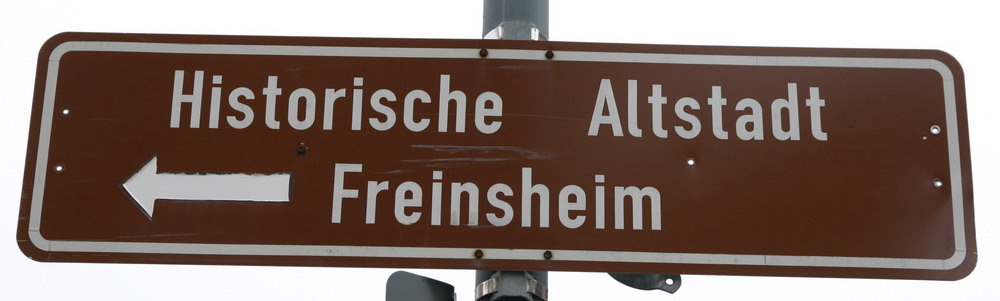 Historische Altstadt
Freinsheim